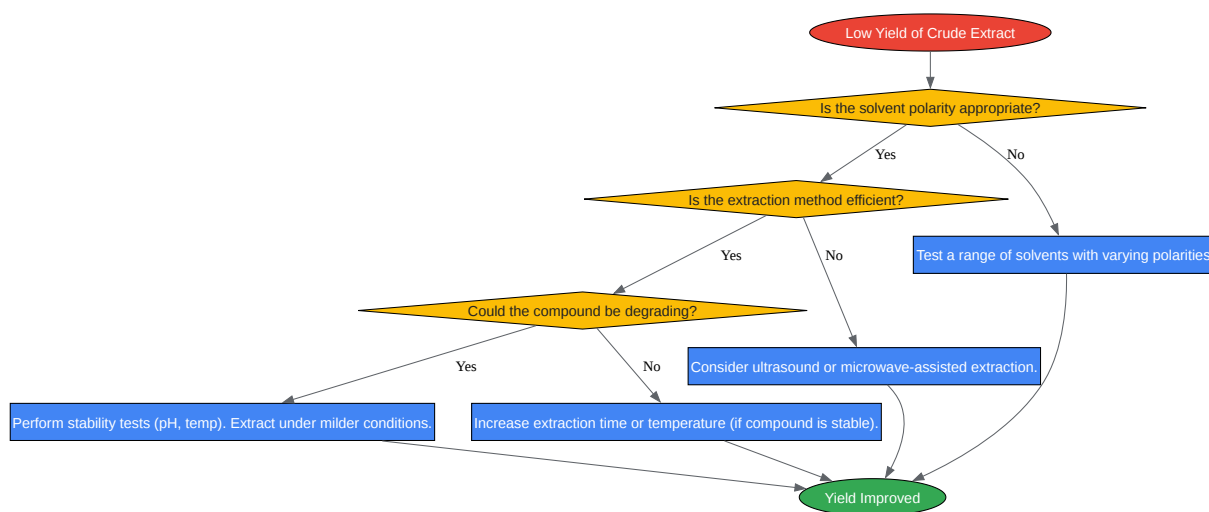 Low Yield of Crude Extract
Is the solvent polarity appropriate?
Yes
No
Is the extraction method efficient?
Test a range of solvents with varying polarities
Yes
No
Could the compound be degrading?
Consider ultrasound or microwave-assisted extraction.
Yes
No
Perform stability tests (pH, temp). Extract under milder conditions.
Increase extraction time or temperature (if compound is stable).
Yield Improved